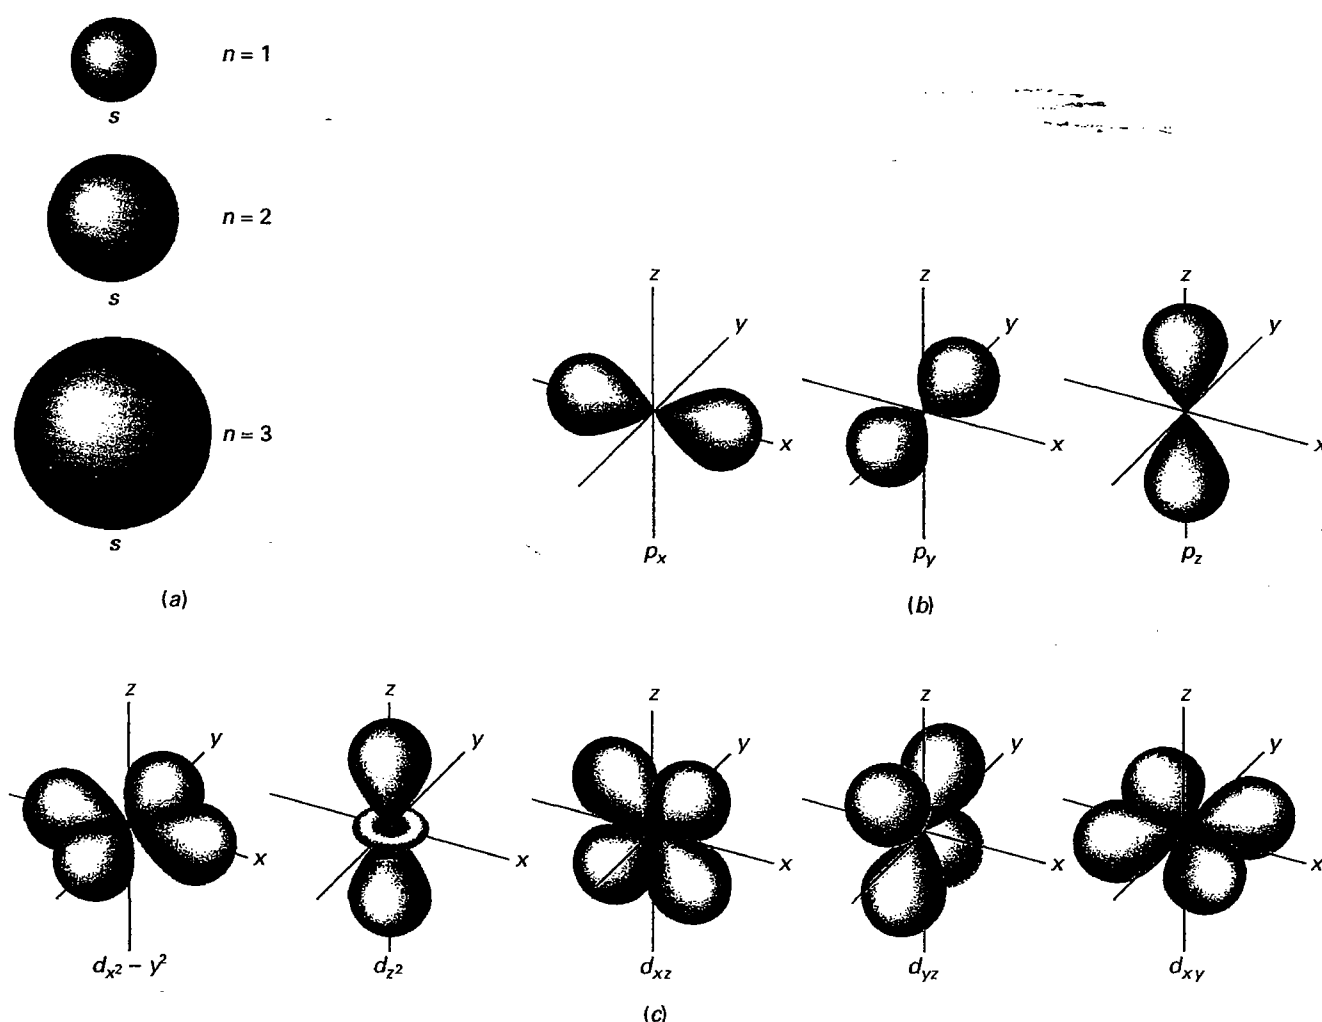 n = 1
s
n = 2
s
n = 3
s
(a)
z
y
x
p_x
z
y
x
p_y
z
y
x
p_z
(b)
z
y
x
d_x² – y²
z
y
x
d_z²
z
y
x
d_xz
z
y
x
d_yz
z
y
x
d_xy
(c)